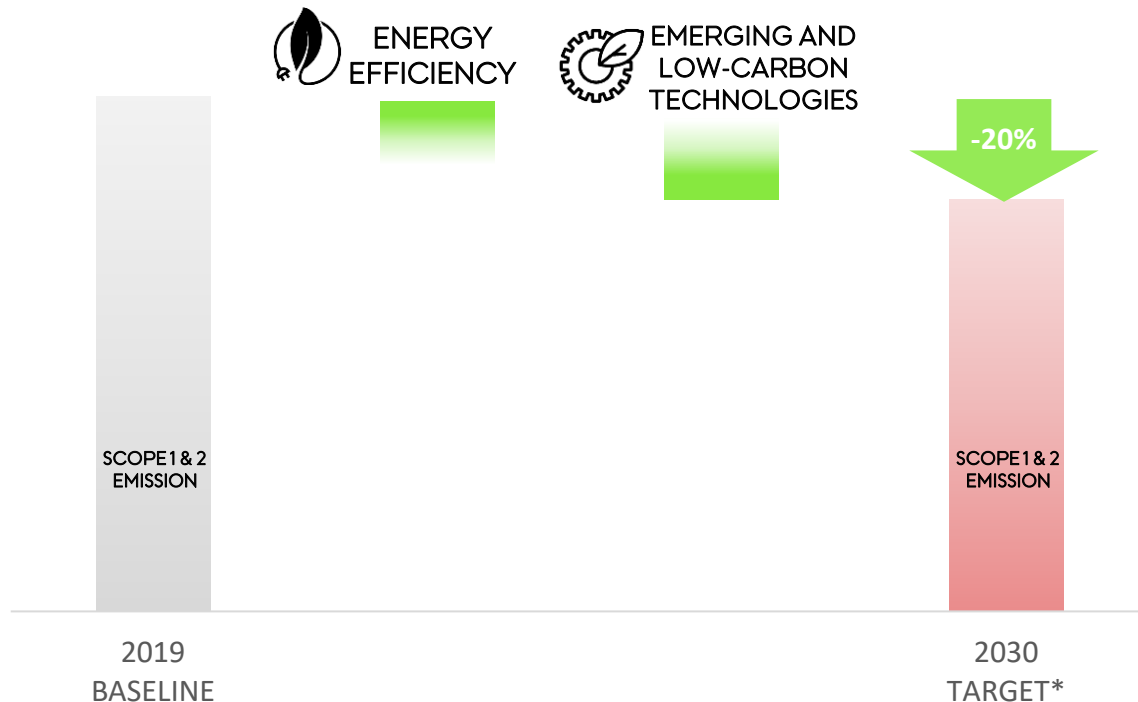 ENERGY
EFFICIENCY
EMERGING AND
LOW-CARBON
TECHNOLOGIES
-20%
SCOPE 1 & 2
EMISSION
SCOPE 1 & 2
EMISSION
2019
BASELINE
2030
TARGET*